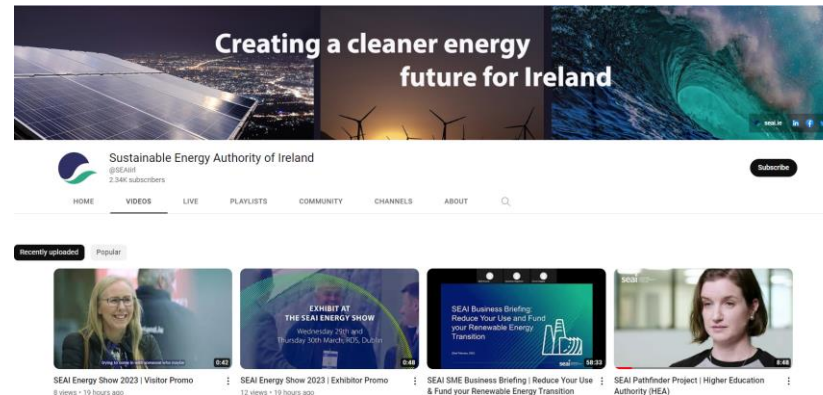 Creating a cleaner energy
future for Ireland
seai.ie
Sustainable Energy Authority of Ireland
@SEAIirl
2.34K subscribers
Subscribe
HOME VIDEOS LIVE PLAYLISTS COMMUNITY CHANNELS ABOUT
Recently uploaded Popular
EXHIBIT AT
THE SEAI ENERGY SHOW
Wednesday 29th and
Thursday 30th March, RDS, Dublin
0:42
0:48
SEAI Business Briefing:
Reduce Your Use and Fund
your Renewable Energy
Transition
seai
58:33
seai
8:48
SEAI Energy Show 2023 | Visitor Promo
8 views • 19 hours ago
SEAI Energy Show 2023 | Exhibitor Promo
12 views • 19 hours ago
SEAI SME Business Briefing | Reduce Your Use
& Fund your Renewable Energy Transition
SEAI Pathfinder Project | Higher Education
Authority (HEA)